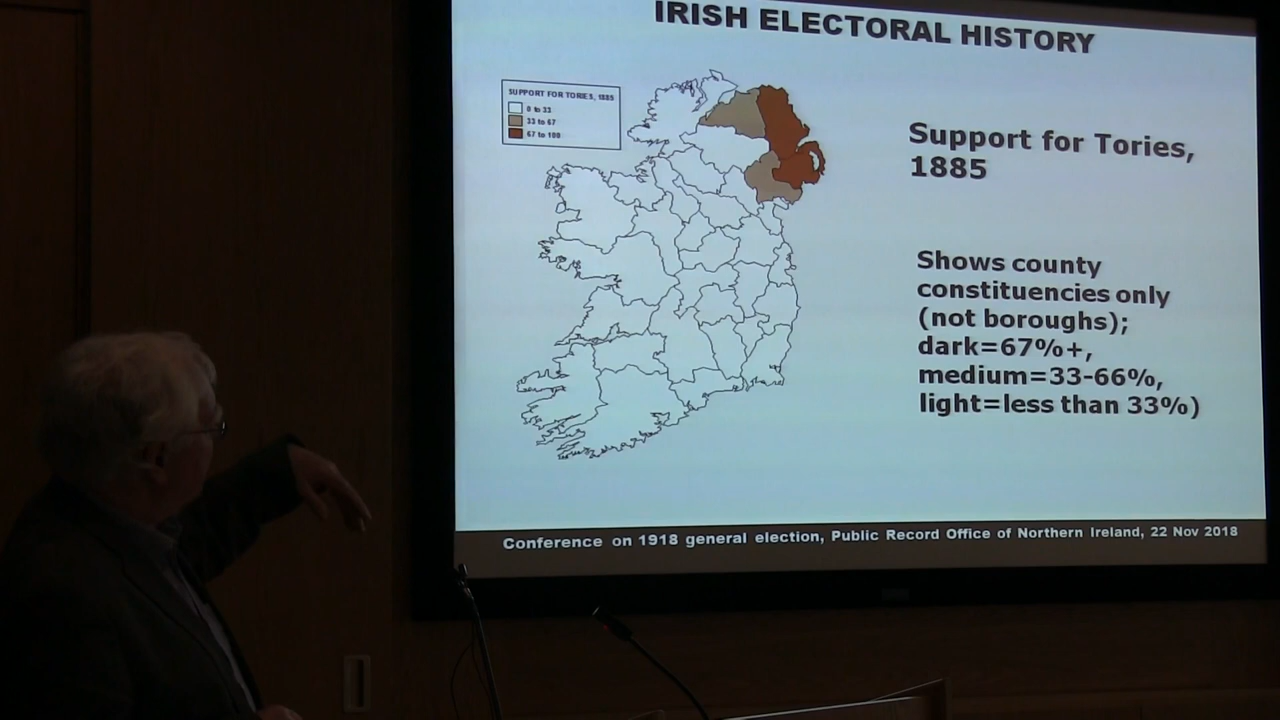 IRISH ELECTORAL HISTORY
SUPPORT FOR TORIES, 1885
0 to 33
33 to 67
67 to 100
Support for Tories,
1885
Shows county
constituencies only
(not boroughs);
dark=67%+,
medium=33-66%,
light=less than 33%)
Conference on 1918 general election, Public Record Office of Northern Ireland, 22 Nov 2018